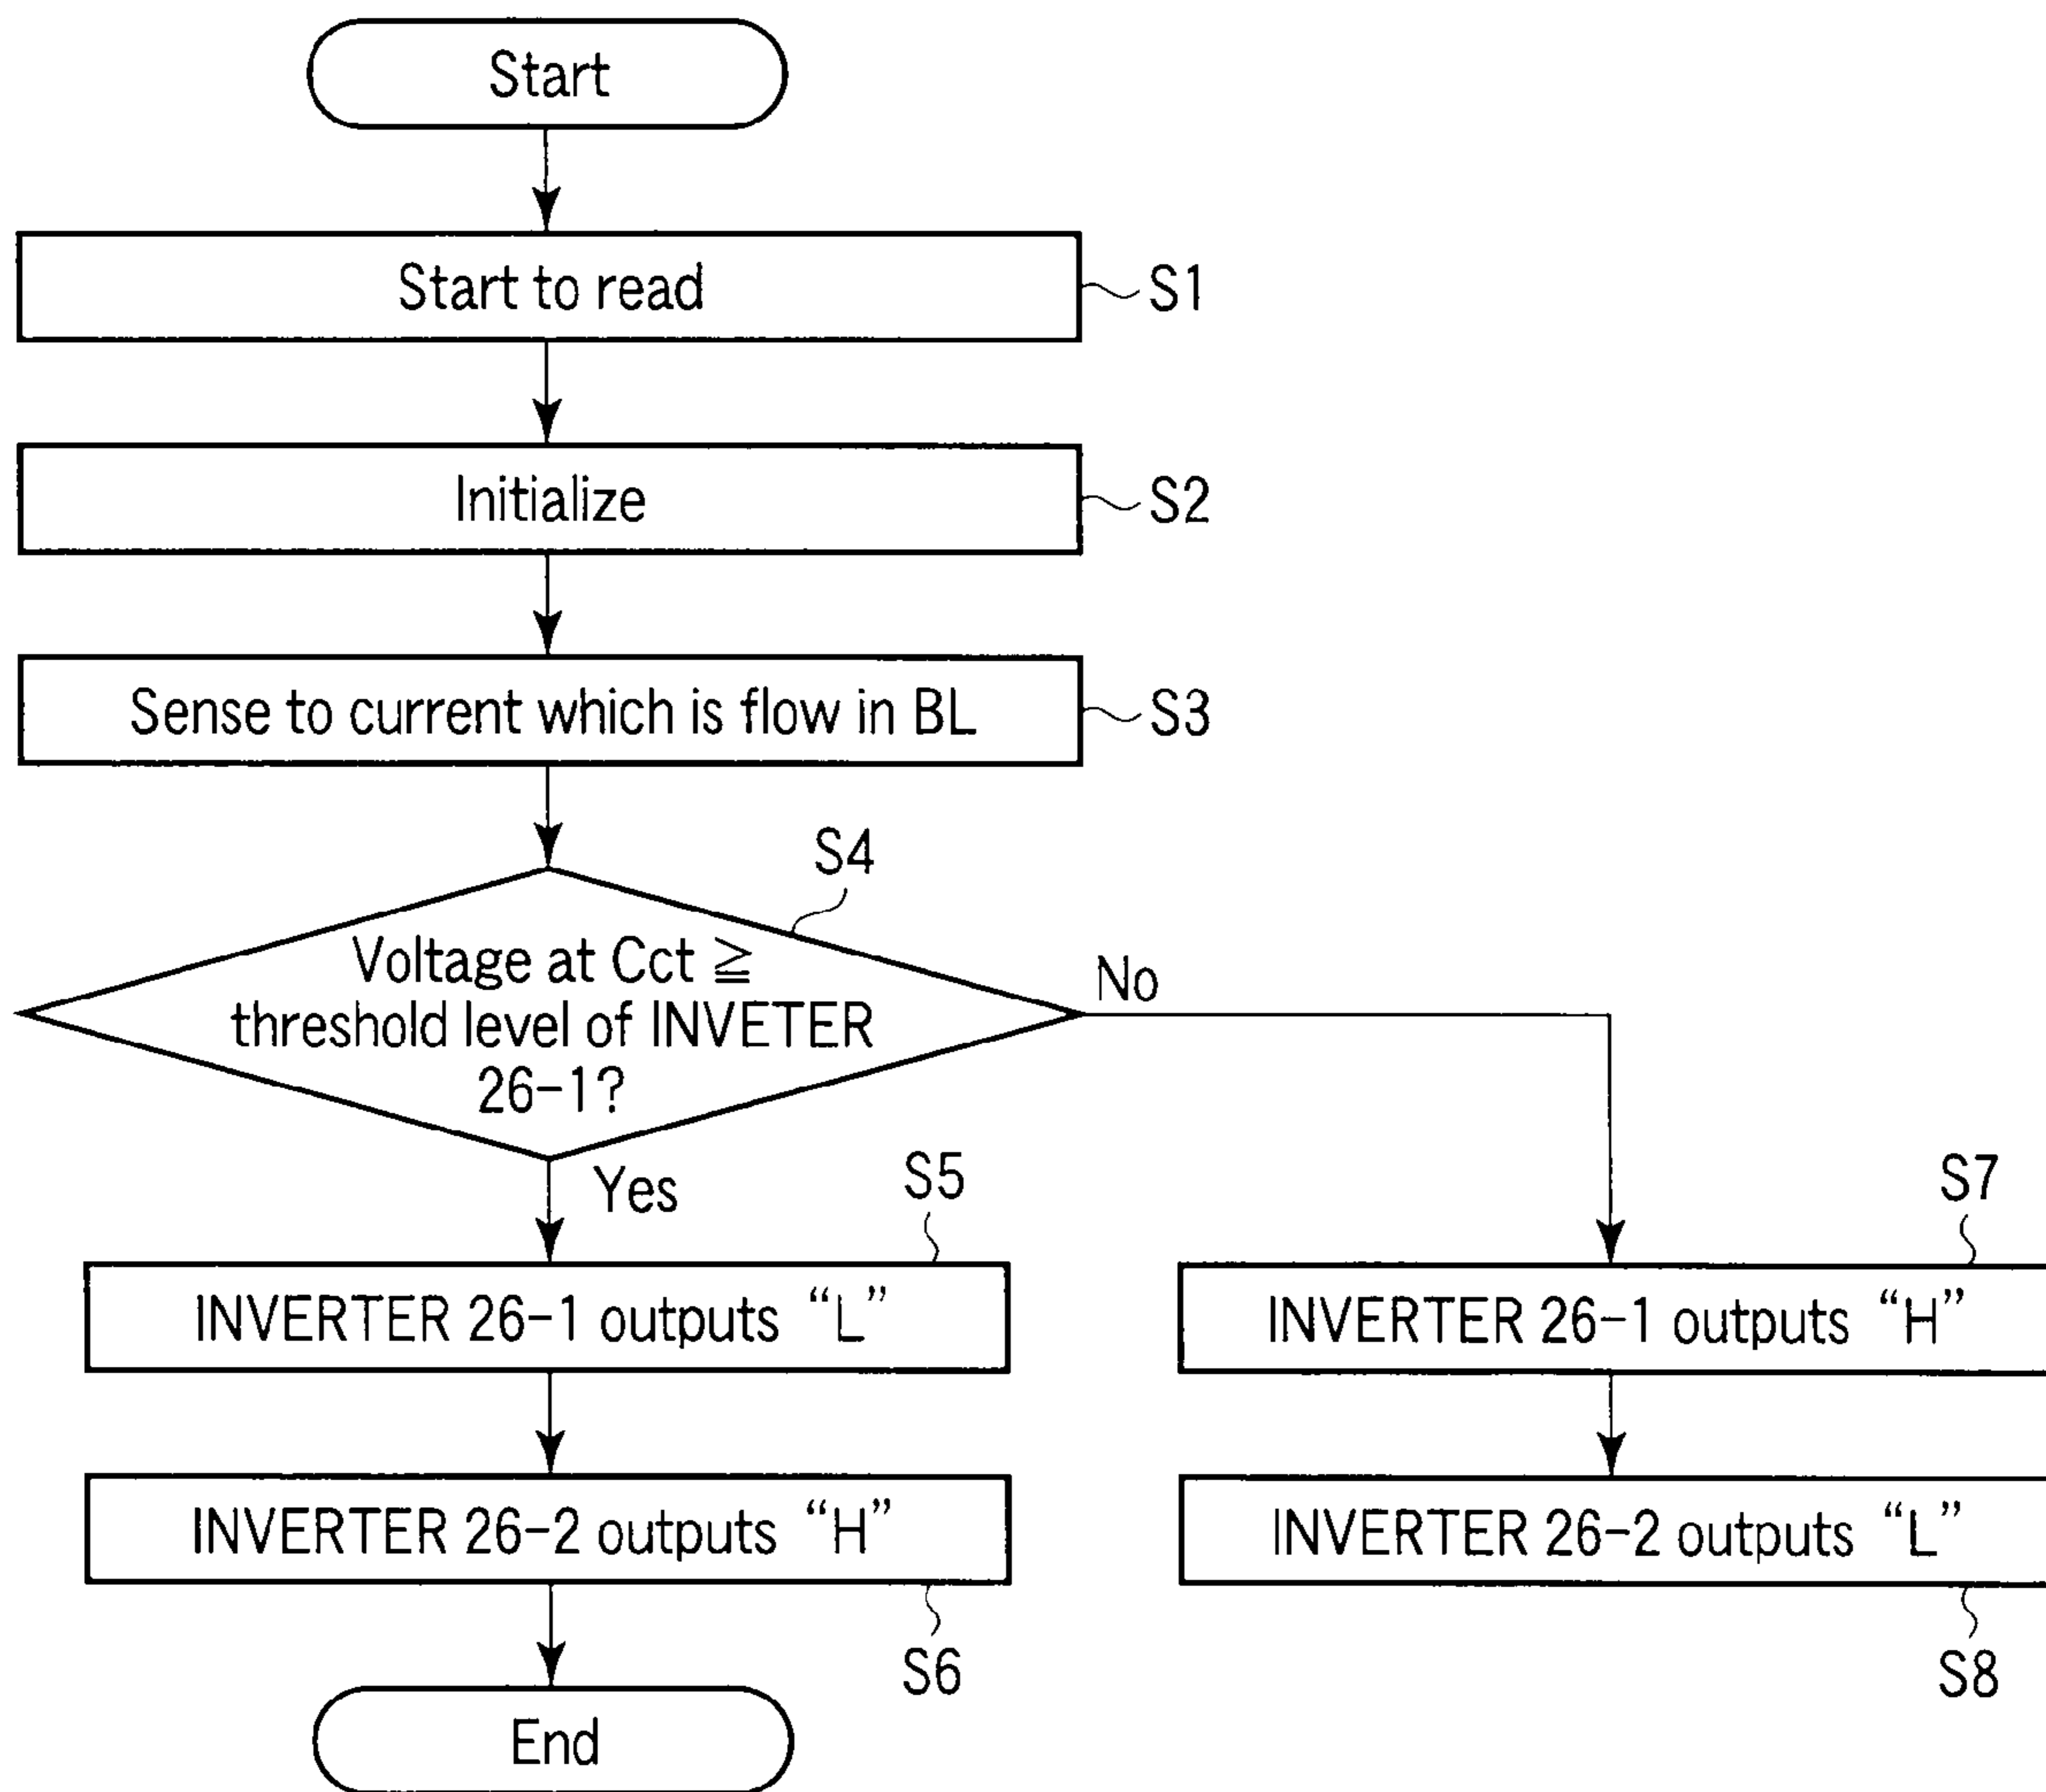 Start
Start to read
S1
Initialize
S2
Sense to current which is flow in BL
S3
S4
Voltage at Cct ≧
threshold level of INVETER
26-1?
No
Yes
S5
INVERTER 26-1 outputs “L”
S7
INVERTER 26-1 outputs “H”
INVERTER 26-2 outputs “H”
S6
INVERTER 26-2 outputs “L”
S8
End